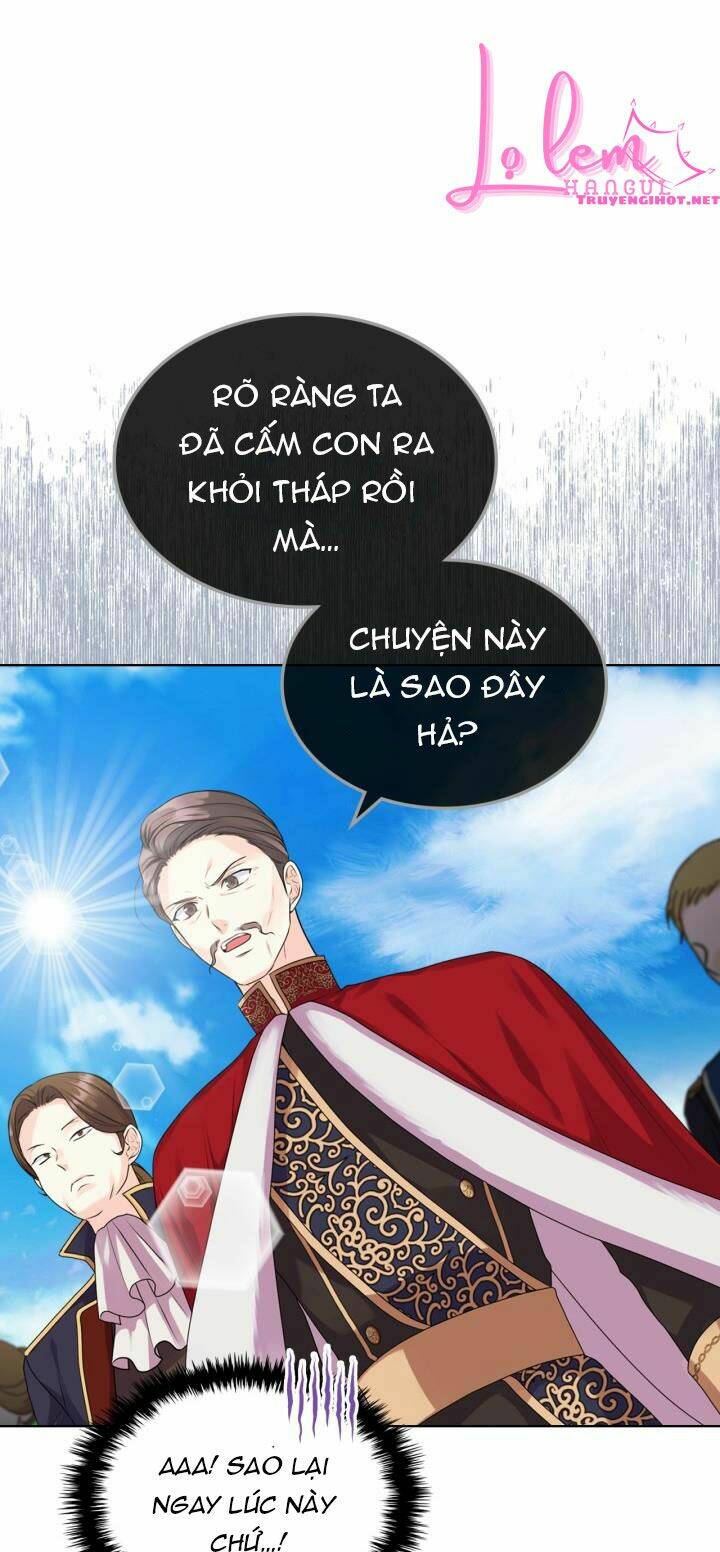 Lọ lem
HANGUL
TRUYENGIHOT.NET
RÕ RÀNG TA
ĐÃ CẤM CON RA
KHỎI THÁP RỒI
MÀ...
CHUYỆN NÀY
LÀ SAO ĐÂY
HẢ?
AAA! SAO LẠI
NGAY LÚC NÀY
CHỨ...!